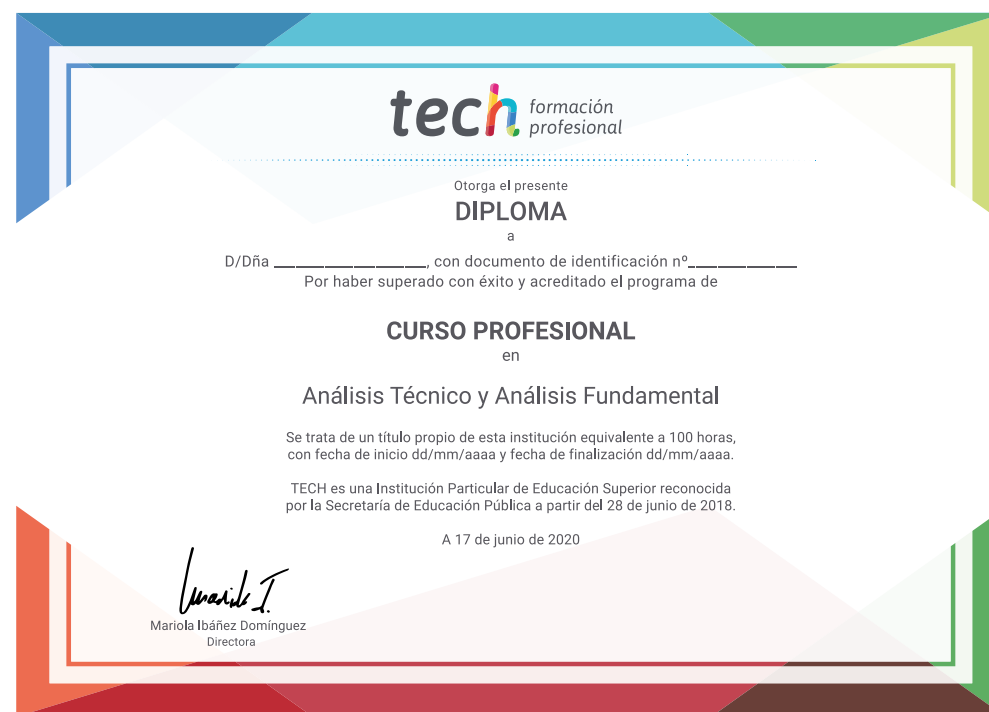 tech formación
profesional
Otorga el presente
DIPLOMA
a
D/Dña ____________________, con documento de identificación nº______________
Por haber superado con éxito y acreditado el programa de
CURSO PROFESIONAL
en
Análisis Técnico y Análisis Fundamental
Se trata de un título propio de esta institución equivalente a 100 horas,
con fecha de inicio dd/mm/aaaa y fecha de finalización dd/mm/aaaa.
TECH es una Institución Particular de Educación Superior reconocida
por la Secretaría de Educación Pública a partir del 28 de junio de 2018.
A 17 de junio de 2020
Mariola Ibáñez Domínguez
Directora